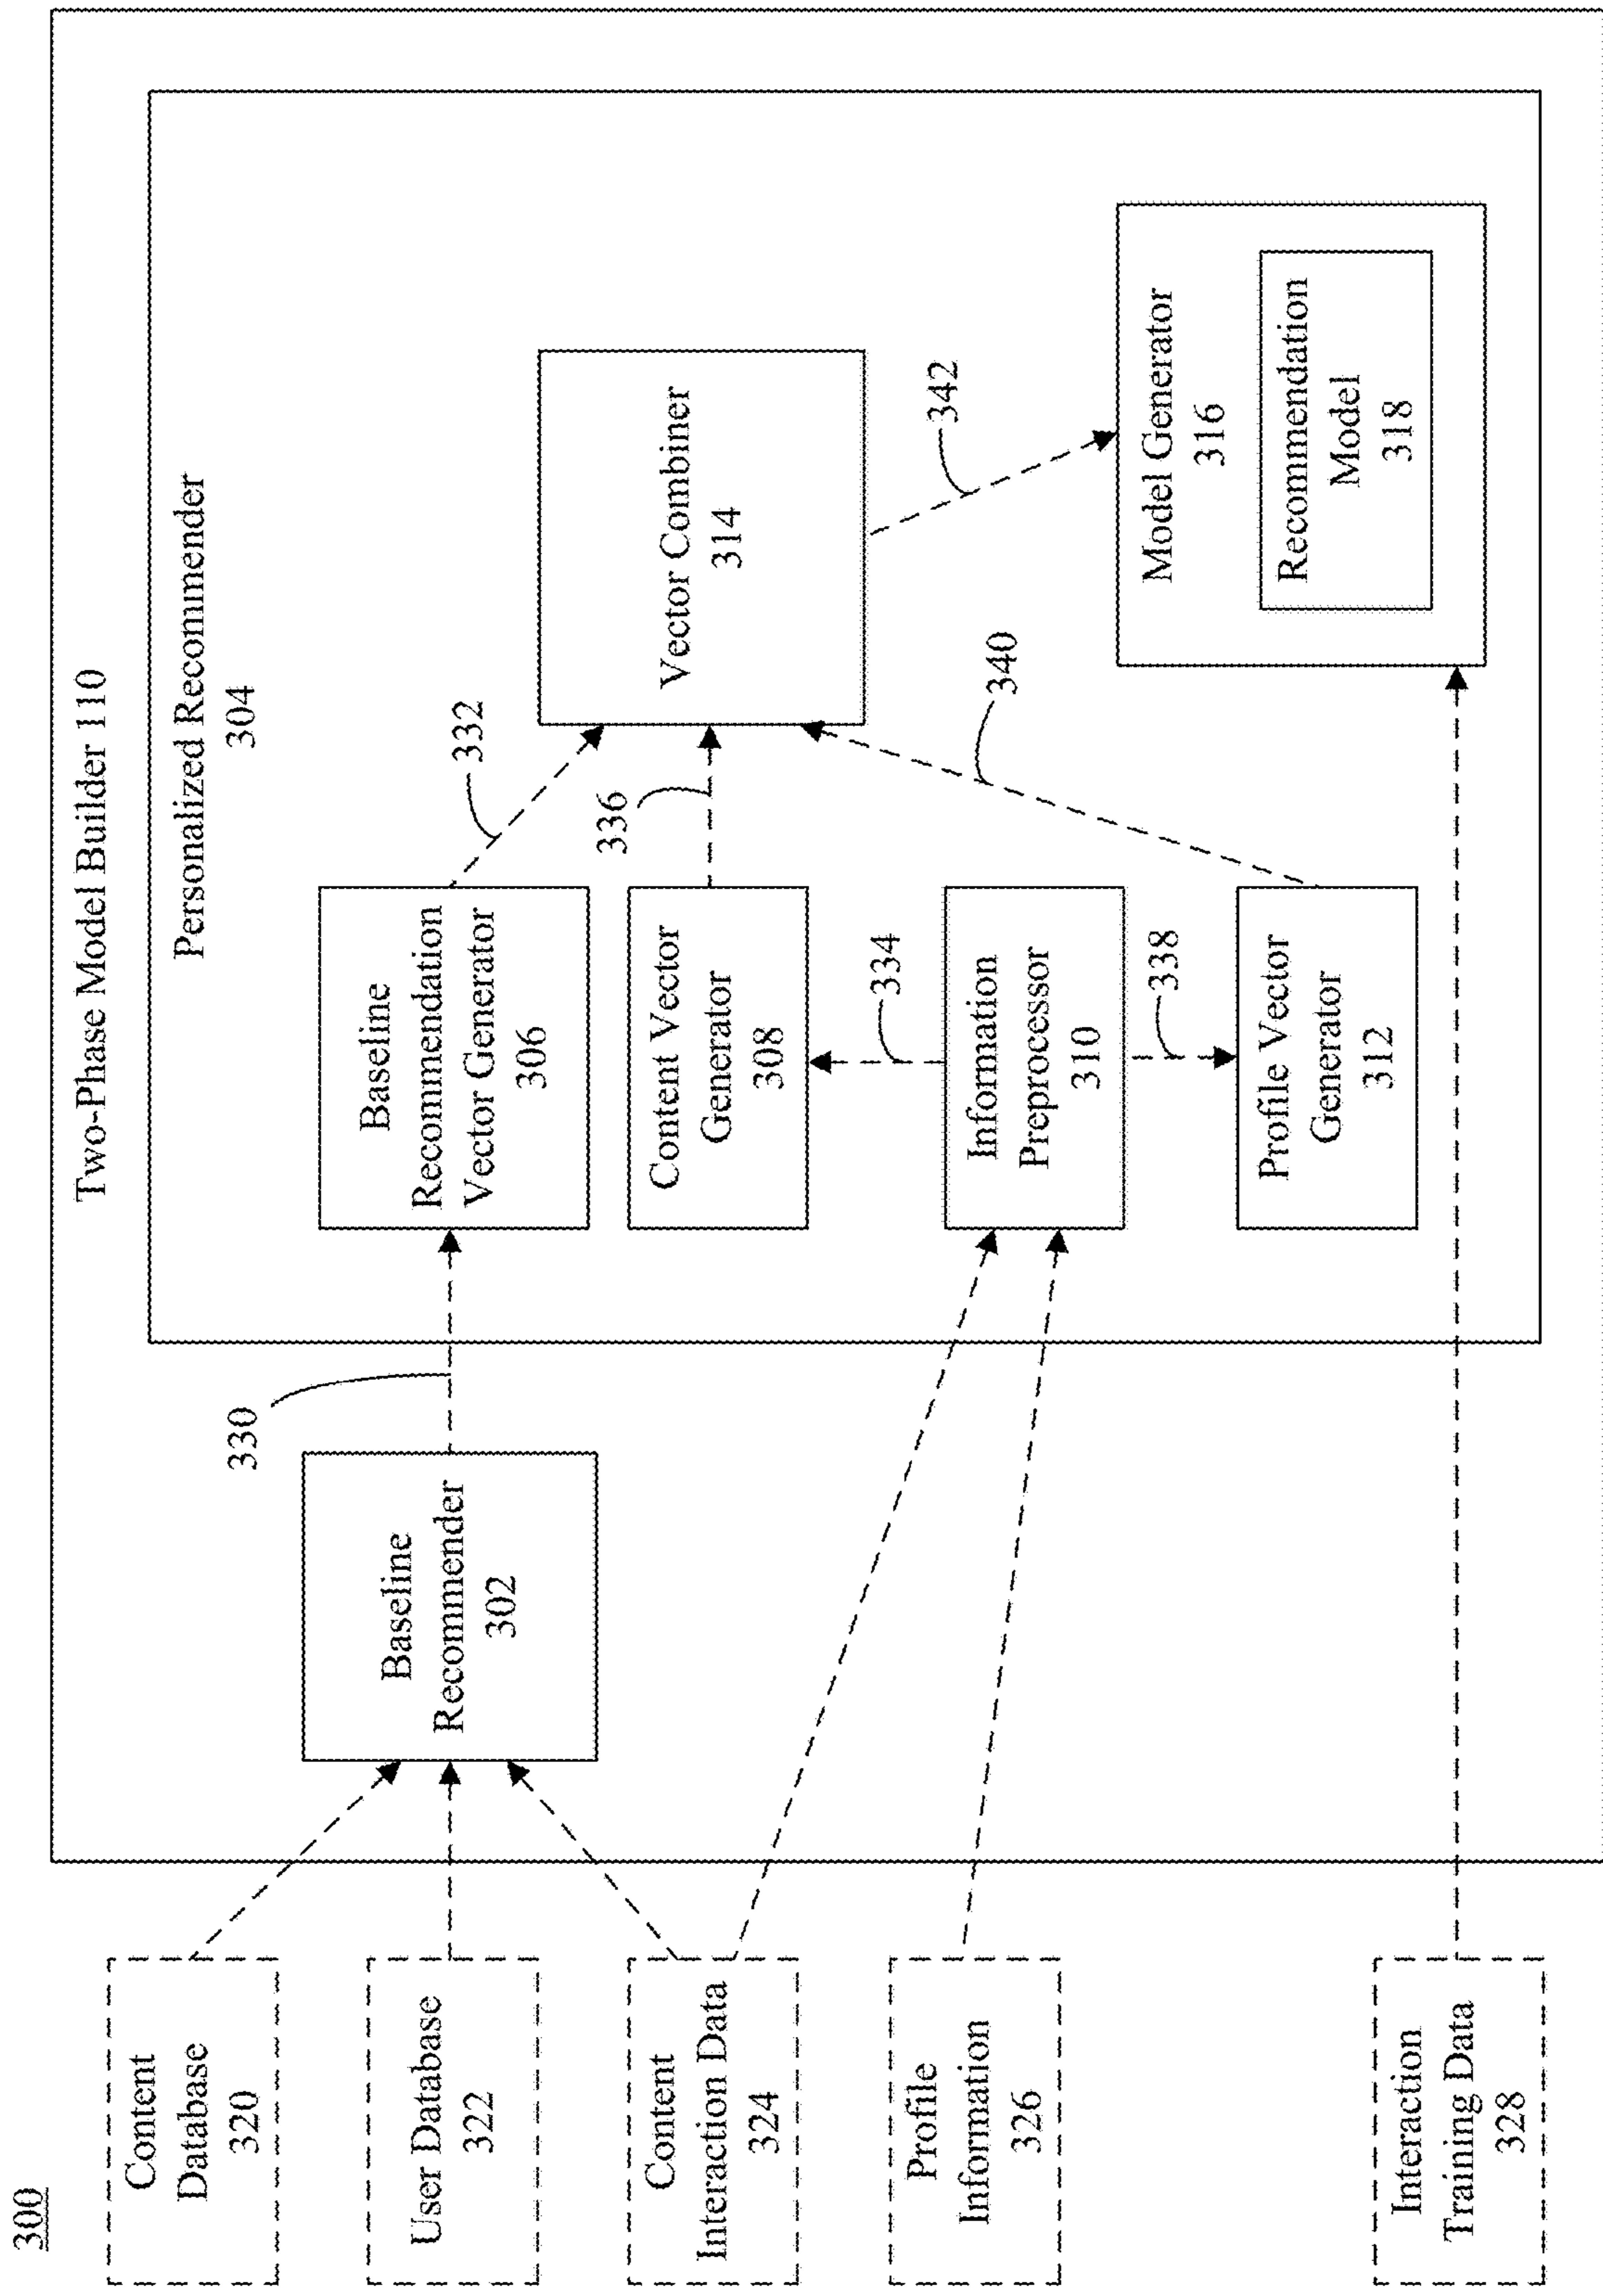 300
Two-Phase Model Builder 110
Personalized Recommender
304
Content
Database
320
User Database
322
Content
Interaction Data
324
Profile
Information
326
Interaction
Training Data
328
Baseline
Recommender
302
330
Baseline
Recommendation
Vector Generator
306
332
Content Vector
Generator
308
336
334
Information
Preprocessor
310
338
Profile Vector
Generator
312
340
Vector Combiner
314
342
Model Generator
316
Recommendation
Model
318